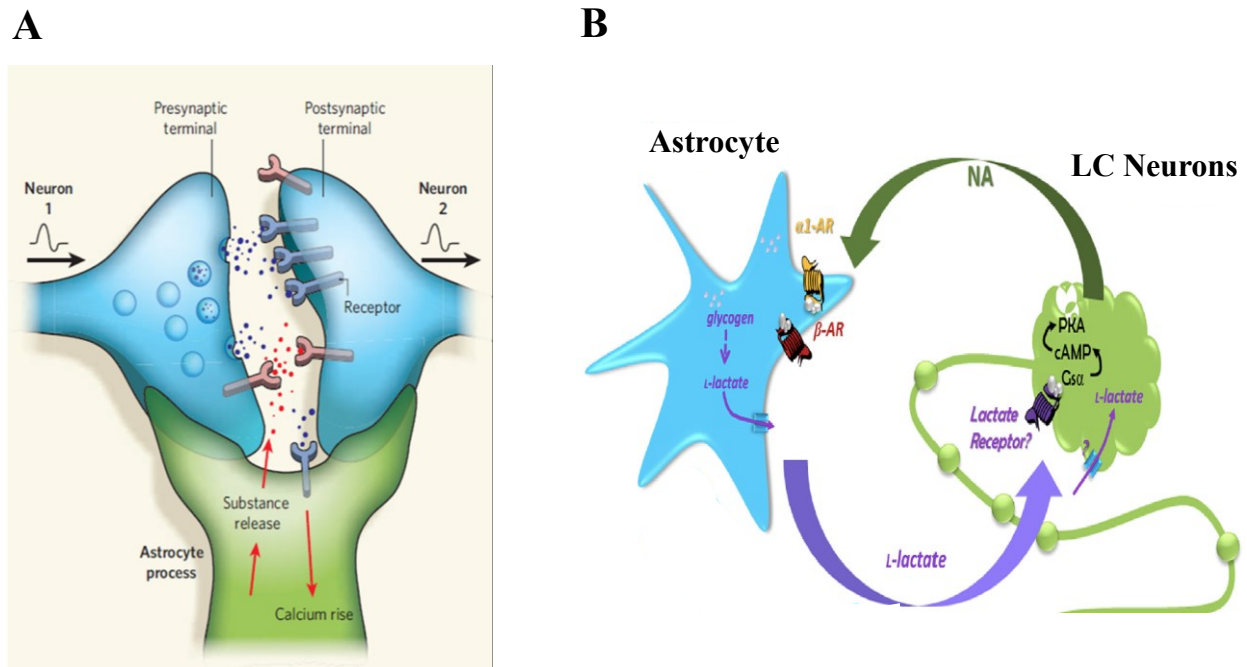 A
Presynaptic
terminal
Postsynaptic
terminal
Neuron
1
Neuron
2
Receptor
Substance
release
Astrocyte
process
Calcium rise
B
Astrocyte
LC Neurons
NA
α1-AR
β-AR
glycogen
L-lactate
PKA
cAMP
Gsα
L-lactate
Lactate
Receptor?
?
L-lactate